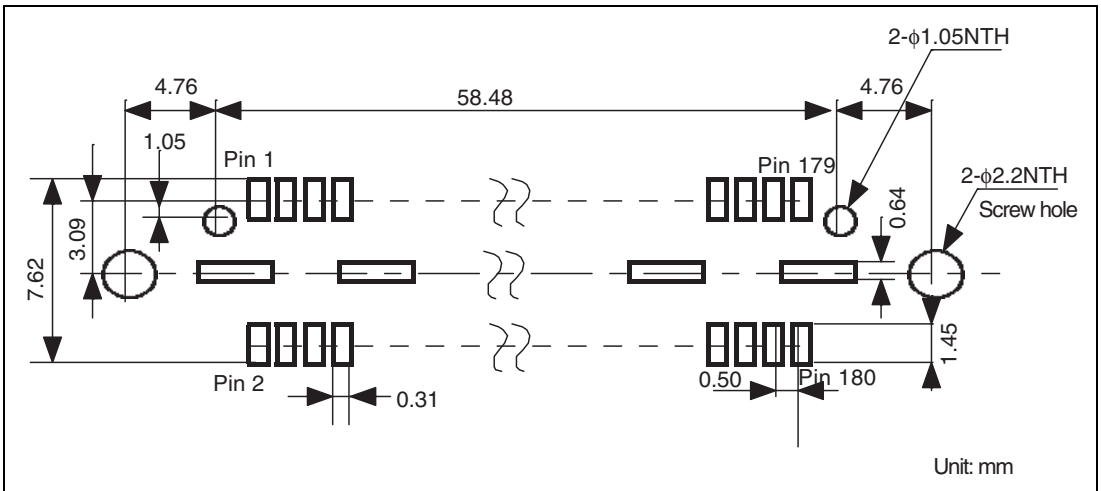 2-ϕ1.05NTH
4.76
58.48
4.76
1.05
Pin 1
Pin 179
2-ϕ2.2NTH
Screw hole
0.64
3.09
7.62
1.45
Pin 2
0.31
0.50
Pin 180
Unit: mm